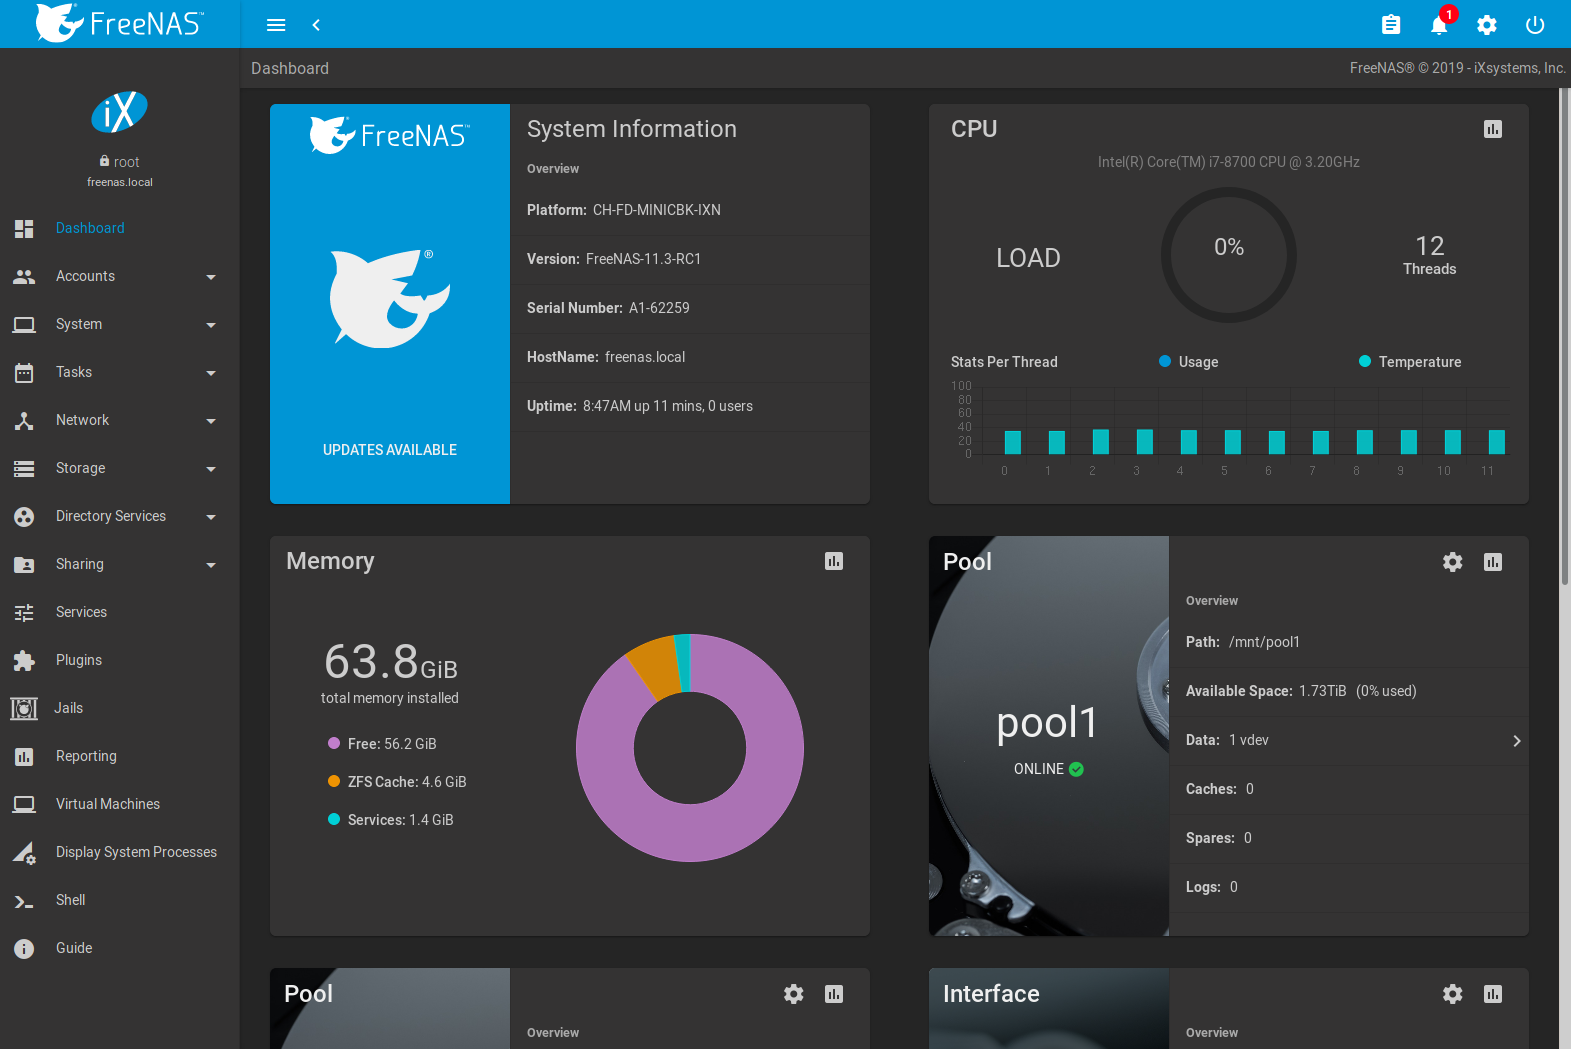 FreeNAS™
1
Dashboard
FreeNAS® © 2019 - iXsystems, Inc.
iX
root
freenas.local
Dashboard
Accounts
System
Tasks
Network
Storage
Directory Services
Sharing
Services
Plugins
Jails
Reporting
Virtual Machines
Display System Processes
Shell
Guide
FreeNAS™
®
UPDATES AVAILABLE
System Information
Overview
Platform: CH-FD-MINICBK-IXN
Version: FreeNAS-11.3-RC1
Serial Number: A1-62259
HostName: freenas.local
Uptime: 8:47AM up 11 mins, 0 users
CPU
Intel(R) Core(TM) i7-8700 CPU @ 3.20GHz
LOAD
0%
12
Threads
Stats Per Thread
Usage
Temperature
100
80
60
40
20
0
0 1 2 3 4 5 6 7 8 9 10 11
Memory
63.8GiB
total memory installed
Free: 56.2 GiB
ZFS Cache: 4.6 GiB
Services: 1.4 GiB
Pool
pool1
ONLINE
Overview
Path: /mnt/pool1
Available Space: 1.73TiB (0% used)
Data: 1 vdev
Caches: 0
Spares: 0
Logs: 0
Pool
Overview
Interface
Overview